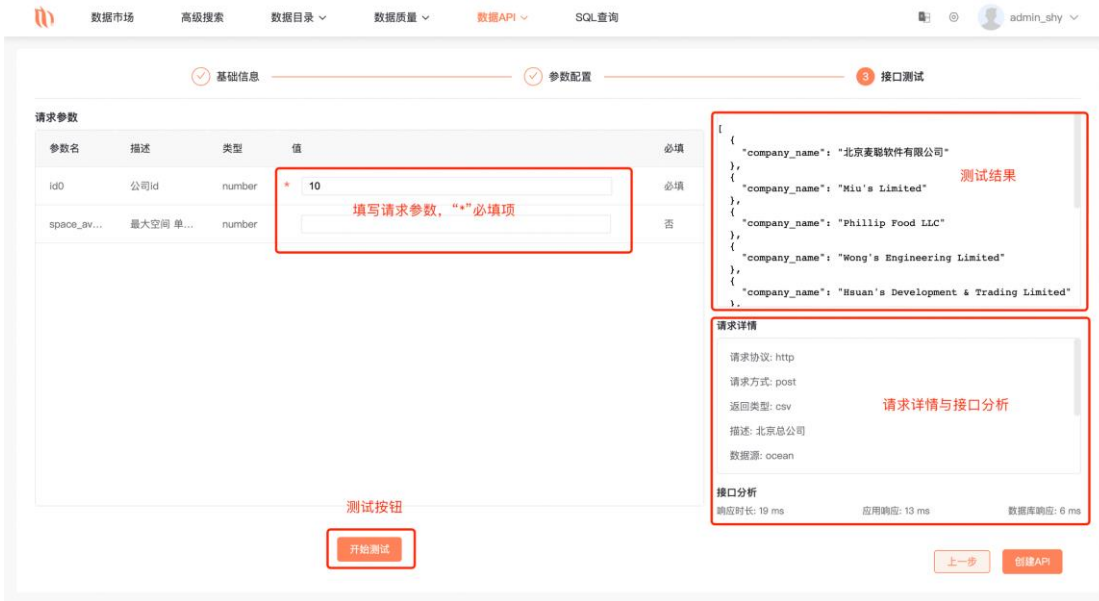 数据市场 高级搜索 数据目录 数据质量 数据API SQL查询 admin_shy
基础信息 参数配置 3 接口测试
请求参数
参数名 描述 类型 值 必填
id0 公司id number * 10 必填
填写请求参数，“*”必填项
space_av... 最大空间 单... number 否
[
{
"company_name": "北京麦聪软件有限公司"
},
测试结果
{
"company_name": "Miu's Limited"
},
{
"company_name": "Phillip Food LLC"
},
{
"company_name": "Wong's Engineering Limited"
},
{
"company_name": "Hsuan's Development & Trading Limited"
},
请求详情
请求协议: http
请求方式: post
返回类型: csv
请求详情与接口分析
描述: 北京总公司
数据源: ocean
接口分析
响应时长: 19 ms 应用响应: 13 ms 数据库响应: 6 ms
测试按钮
开始测试
上一步 创建API